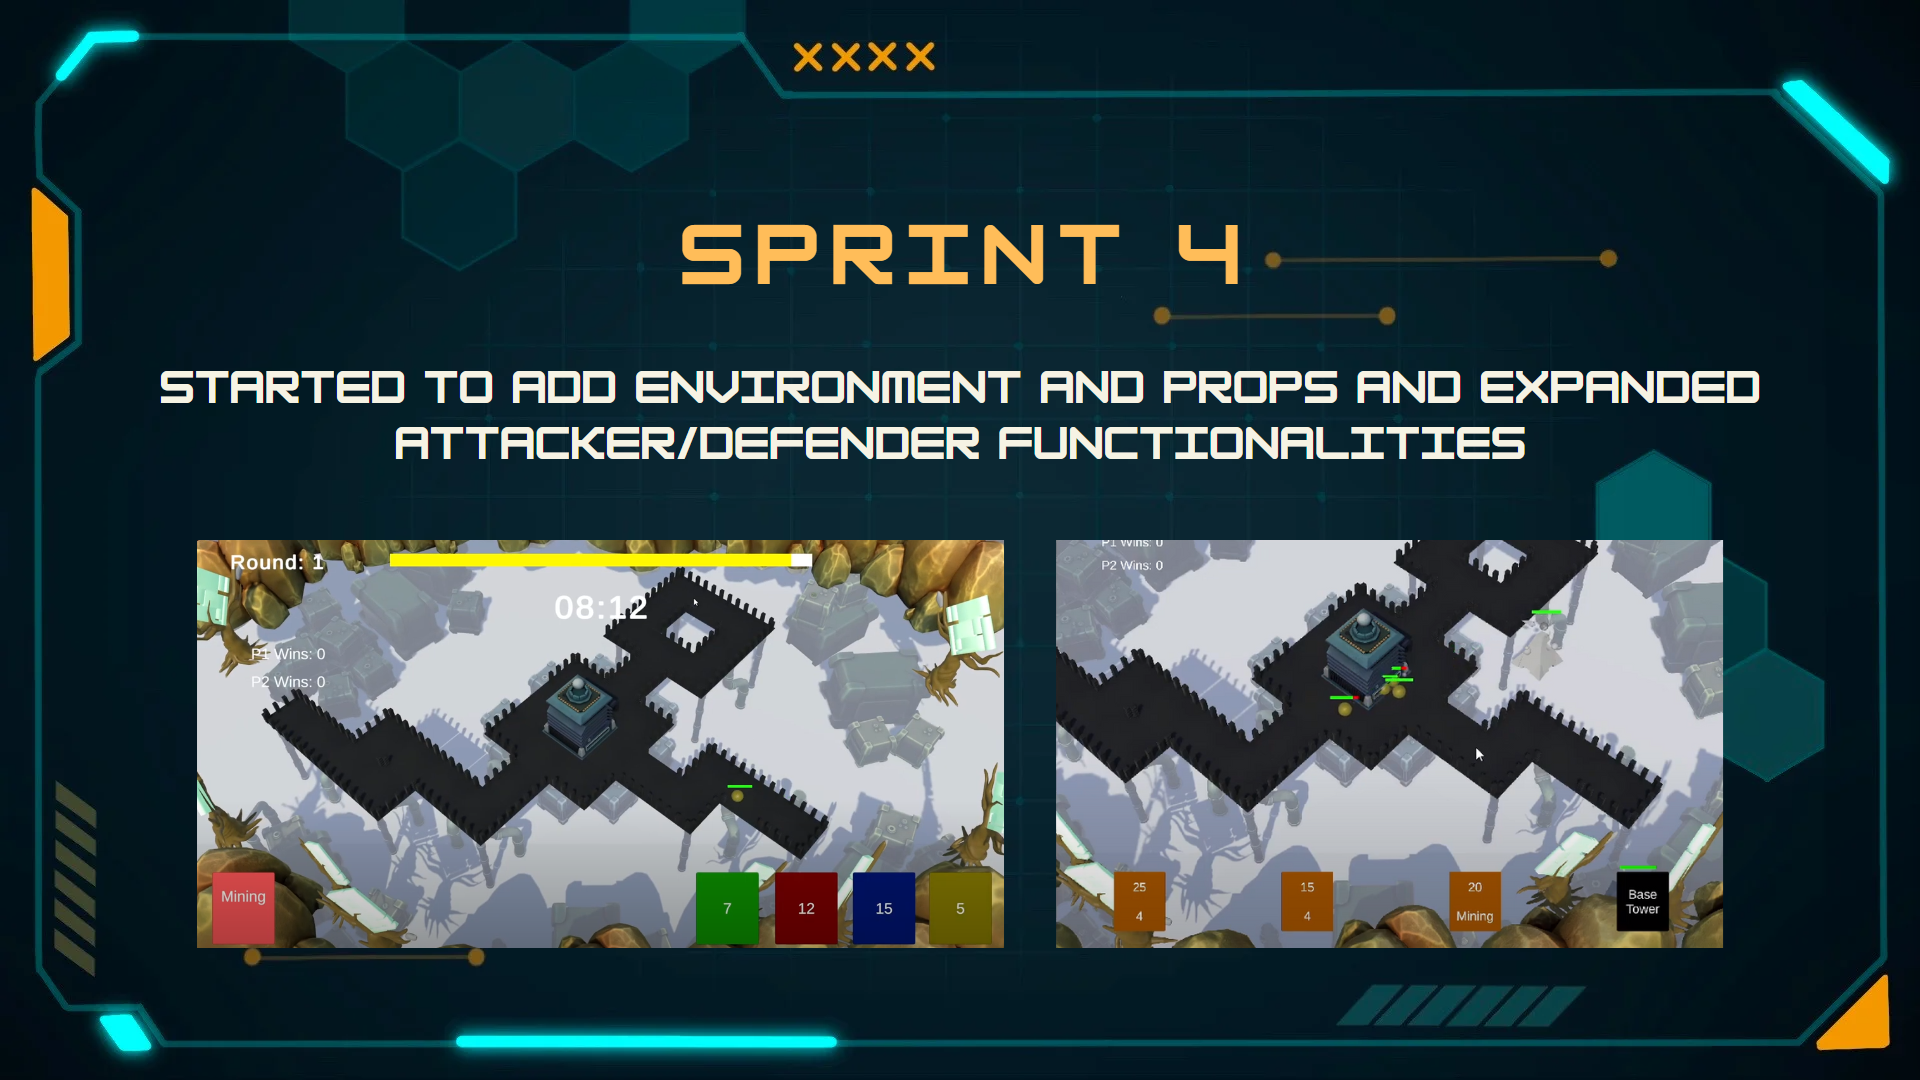 SPRINT 4
STARTED TO ADD ENVIRONMENT AND PROPS AND EXPANDED
ATTACKER/DEFENDER FUNCTIONALITIES
Round: 1
08:12
P1 Wins: 0
P2 Wins: 0
Mining
7
12
15
5
P1 Wins: 0
P2 Wins: 0
25
4
15
4
20
Mining
Base
Tower